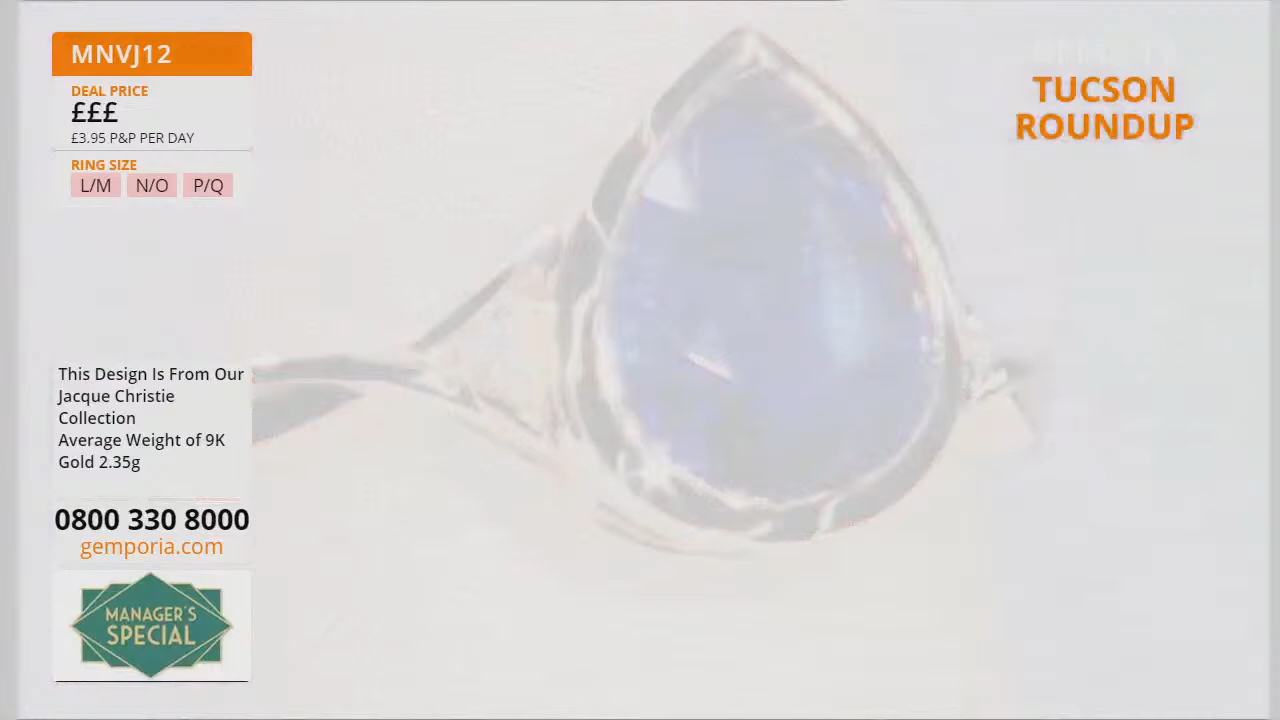 MNVJ12
DEAL PRICE
£££
£3.95 P&P PER DAY
RING SIZE
L/M N/O P/Q
This Design Is From Our
Jacque Christie
Collection
Average Weight of 9K
Gold 2.35g
0800 330 8000
gemporia.com
MANAGER'S
SPECIAL
TUCSON
ROUNDUP